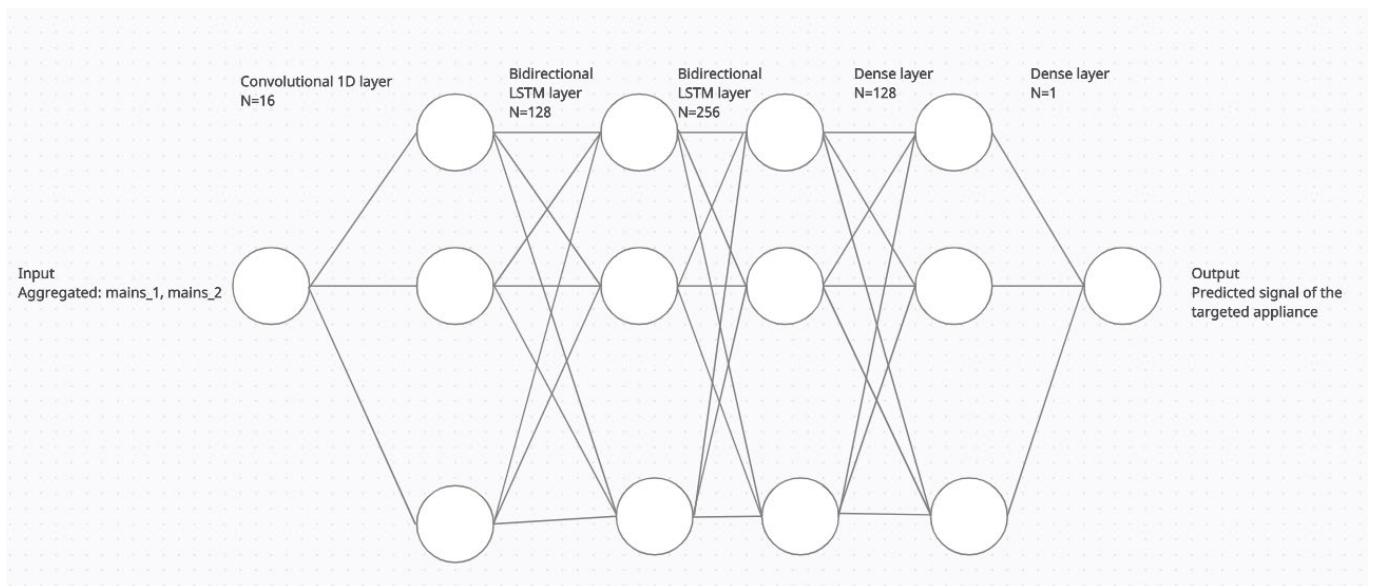 Convolutional 1D layer
N=16
Bidirectional
LSTM layer
N=128
Bidirectional
LSTM layer
N=256
Dense layer
N=128
Dense layer
N=1
Input
Aggregated: mains_1, mains_2
Output
Predicted signal of the
targeted appliance